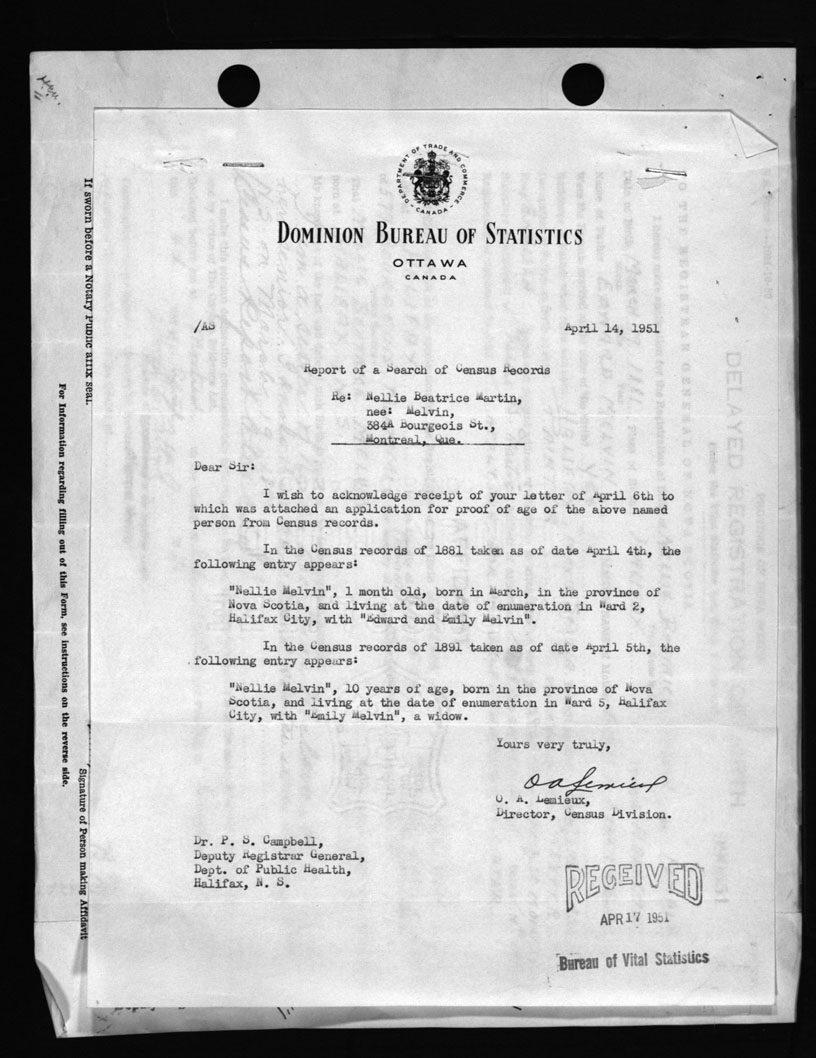 DEPARTMENT OF TRADE AND COMMERCE
CANADA
DOMINION BUREAU OF STATISTICS
OTTAWA
CANADA
/AS
April 14, 1951
Report of a Search of Census Records
Re: Nellie Beatrice Martin,
nee: Melvin,
384A Bourgeois St.,
Montreal, Que.
Dear Sir:
I wish to acknowledge receipt of your letter of April 6th to
which was attached an application for proof of age of the above named
person from Census records.
In the Census records of 1881 taken as of date April 4th, the
following entry appears:
"Nellie Melvin", 1 month old, born in March, in the province of
Nova Scotia, and living at the date of enumeration in Ward 2,
Halifax City, with "Edward and Emily Melvin".
In the Census records of 1891 taken as of date April 5th, the
following entry appears:
"Nellie Melvin", 10 years of age, born in the province of Nova
Scotia, and living at the date of enumeration in Ward 5, Halifax
City, with "Emily Melvin", a widow.
Yours very truly,
O A Lemieux
O. A. Lemieux,
Director, Census Division.
Dr. P. S. Campbell,
Deputy Registrar General,
Dept. of Public Health,
Halifax, N. S.
RECEIVED
APR 17 1951
Bureau of Vital Statistics
If sworn before a Notary Public affix seal.
For Information regarding filling out of this Form, see instructions on the reverse side.
Signature of Person making Affidavit